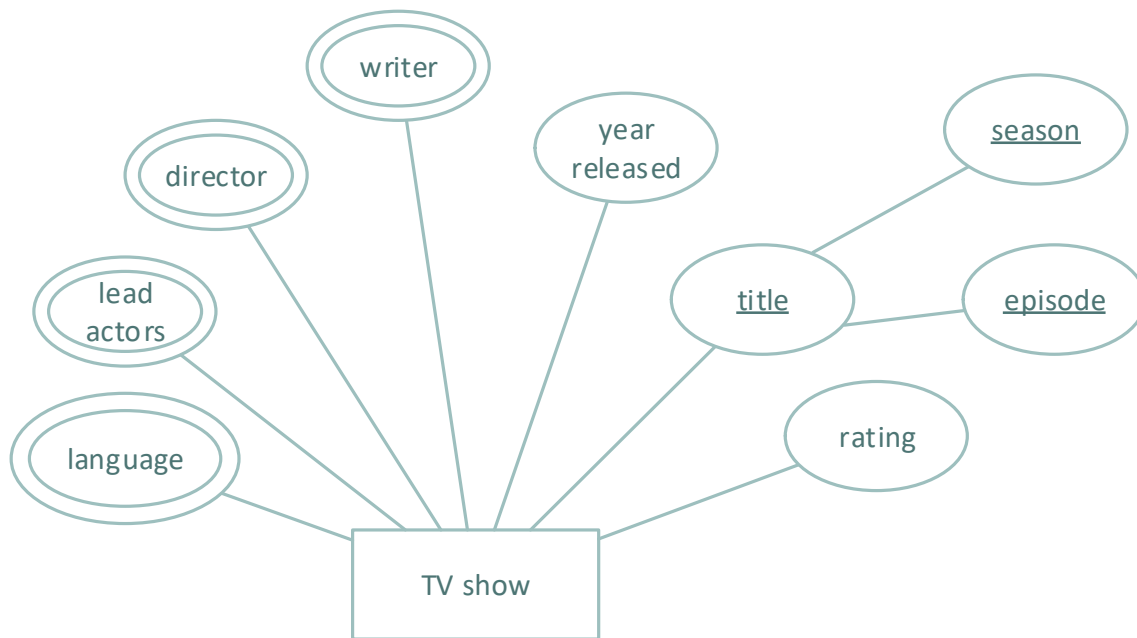 writer
year
released
season
director
title
episode
lead
actors
rating
language
TV show